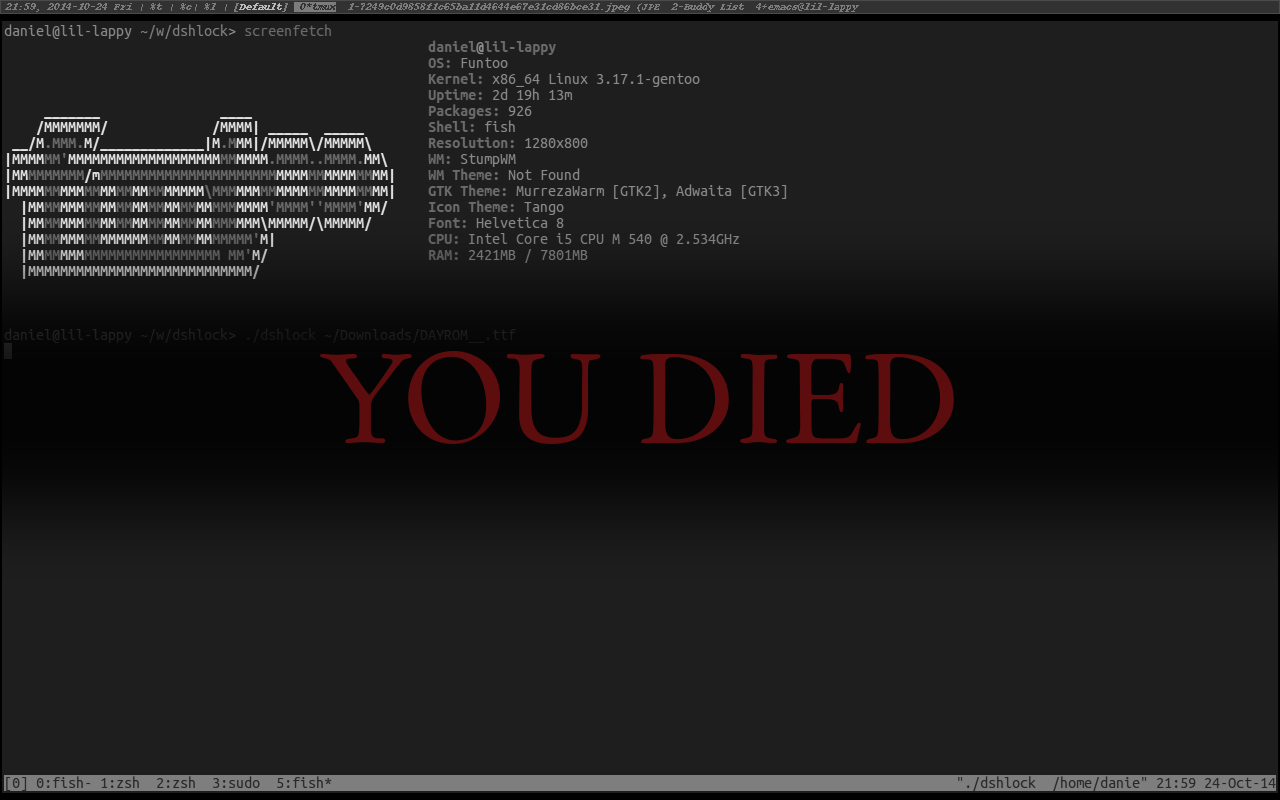 21:59, 2014-10-24 Fri | %t | %c| %l | [Default] 0*tmux 1-7249c0d9858f1c65ba11d4644e67e31cd86bce31.jpeg (JPE 2-Buddy List 4+emacs@lil-lappy
daniel@lil-lappy ~/w/dshlock> screenfetch
daniel@lil-lappy
OS: Funtoo
Kernel: x86_64 Linux 3.17.1-gentoo
Uptime: 2d 19h 13m
Packages: 926
Shell: fish
Resolution: 1280x800
WM: StumpWM
WM Theme: Not Found
GTK Theme: MurrezaWarm [GTK2], Adwaita [GTK3]
Icon Theme: Tango
Font: Helvetica 8
CPU: Intel Core i5 CPU M 540 @ 2.534GHz
RAM: 2421MB / 7801MB
daniel@lil-lappy ~/w/dshlock> ./dshlock ~/Downloads/DAYROM__.ttf
YOU DIED
[0] 0:fish- 1:zsh 2:zsh 3:sudo 5:fish* "./dshlock /home/danie" 21:59 24-Oct-14